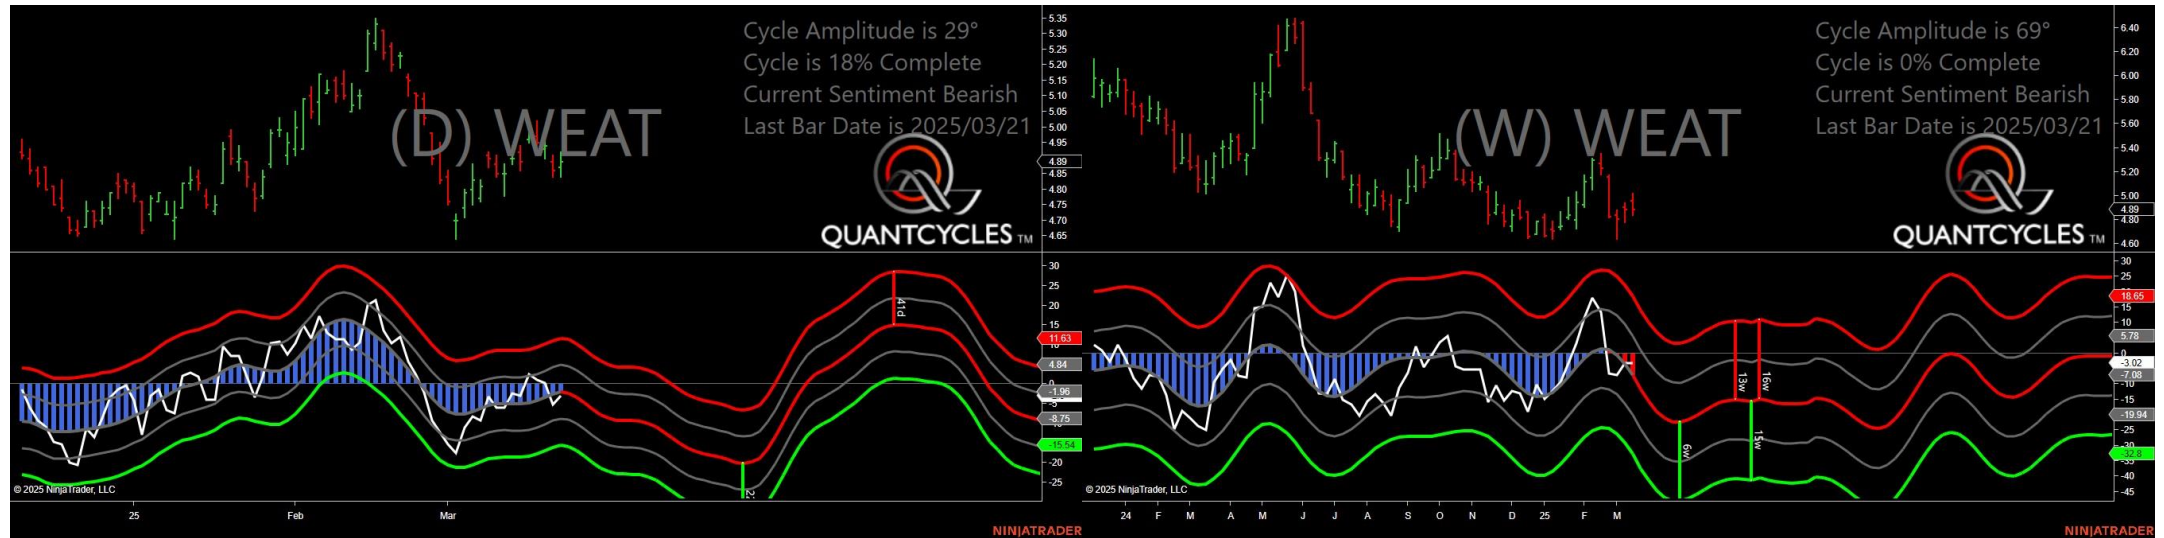 Cycle Amplitude is 29°
Cycle is 18% Complete
Current Sentiment Bearish
Last Bar Date is 2025/03/21
(D) WEAT
QUANTCYCLES TM
5.35
5.30
5.25
5.20
5.15
5.10
5.05
5.00
4.95
4.89
4.85
4.80
4.75
4.70
4.65
30
25
20
15
11.63
4.84
0
-1.96
-8.75
-15.54
-20
-25
41d
© 2025 NinjaTrader, LLC
25 Feb Mar
NINJATRADER
Cycle Amplitude is 69°
Cycle is 0% Complete
Current Sentiment Bearish
Last Bar Date is 2025/03/21
(W) WEAT
QUANTCYCLES TM
6.40
6.20
6.00
5.80
5.60
5.40
5.20
5.00
4.89
4.80
4.60
30
25
18.65
15
10
5.78
0
-3.02
-7.08
-10
-15
-19.94
-25
-30
-32.8
-40
-45
13w
16w
6w
15w
© 2025 NinjaTrader, LLC
24 F M A M J J A S O N D 25 F M
NINJATRADER